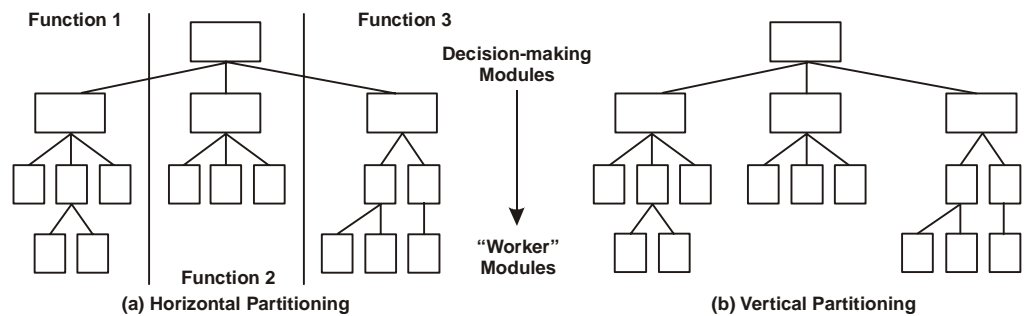 Function 1
Function 3
Decision-making
Modules
“Worker”
Modules
Function 2
(a) Horizontal Partitioning
(b) Vertical Partitioning